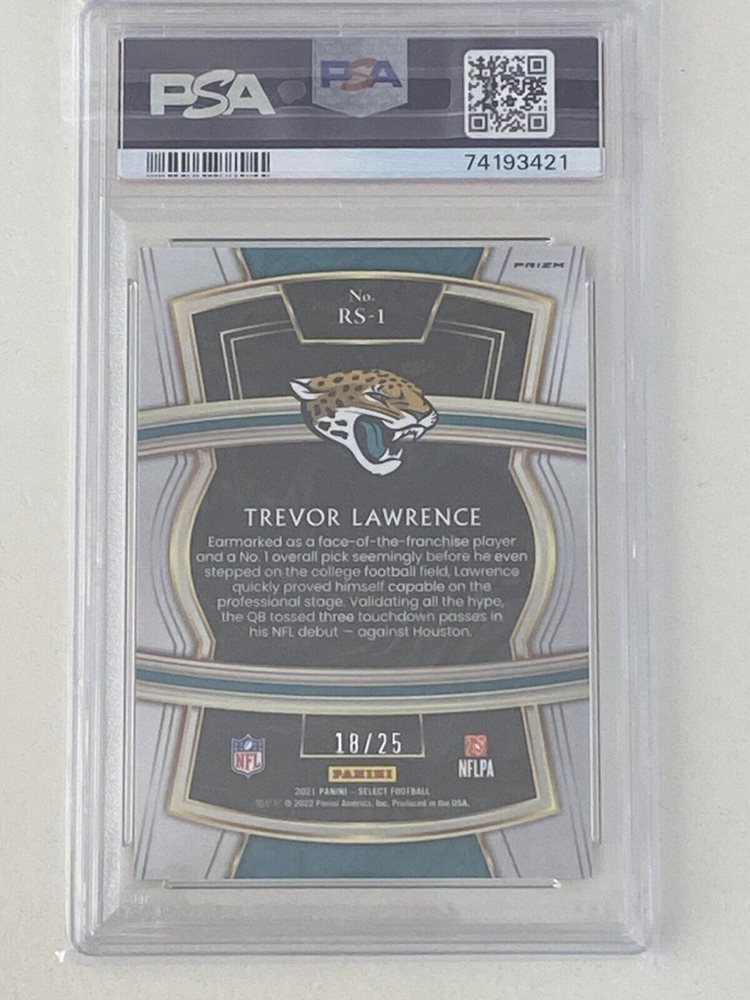 PSA
PSA
74193421
PRIZM
No.
RS-1
TREVOR LAWRENCE
Earmarked as a face-of-the-franchise player
and a No. 1 overall pick seemingly before he even
stepped on the college football field, Lawrence
quickly proved himself capable on the
professional stage. Validating all the hype,
the QB tossed three touchdown passes in
his NFL debut — against Houston.
18/25
NFL
PANINI
NFLPA
2021 PANINI – SELECT FOOTBALL
© 2022 Panini America, Inc. Produced in the USA.